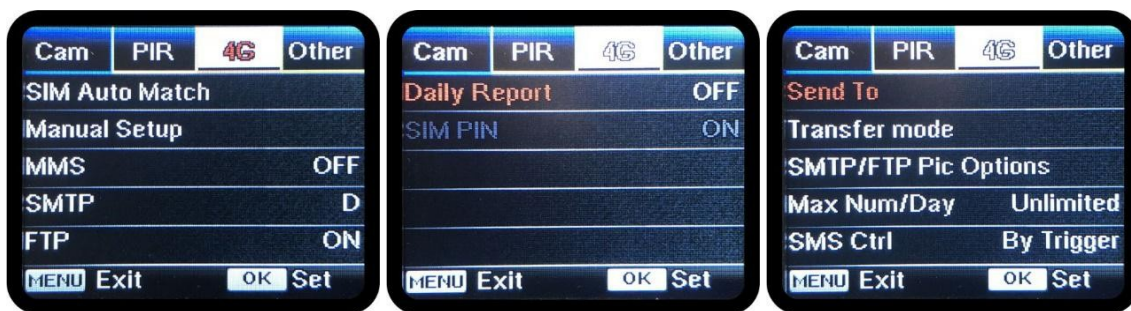 Cam PIR 4G Other
SIM Auto Match
Manual Setup
MMS OFF
SMTP D
FTP ON
MENU Exit OK Set
Cam PIR 4G Other
Daily Report OFF
SIM PIN ON
MENU Exit OK Set
Cam PIR 4G Other
Send To
Transfer mode
SMTP/FTP Pic Options
Max Num/Day Unlimited
SMS Ctrl By Trigger
MENU Exit OK Set